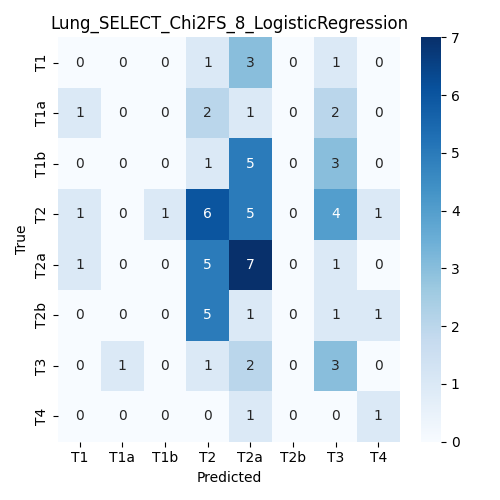 Lung_SELECT_Chi2FS_8_LogisticRegression
True
T1 0 0 0 1 3 0 1 0
T1a 1 0 0 2 1 0 2 0
T1b 0 0 0 1 5 0 3 0
T2 1 0 1 6 5 0 4 1
T2a 1 0 0 5 7 0 1 0
T2b 0 0 0 5 1 0 1 1
T3 0 1 0 1 2 0 3 0
T4 0 0 0 0 1 0 0 1
T1 T1a T1b T2 T2a T2b T3 T4
Predicted
7
6
5
4
3
2
1
0